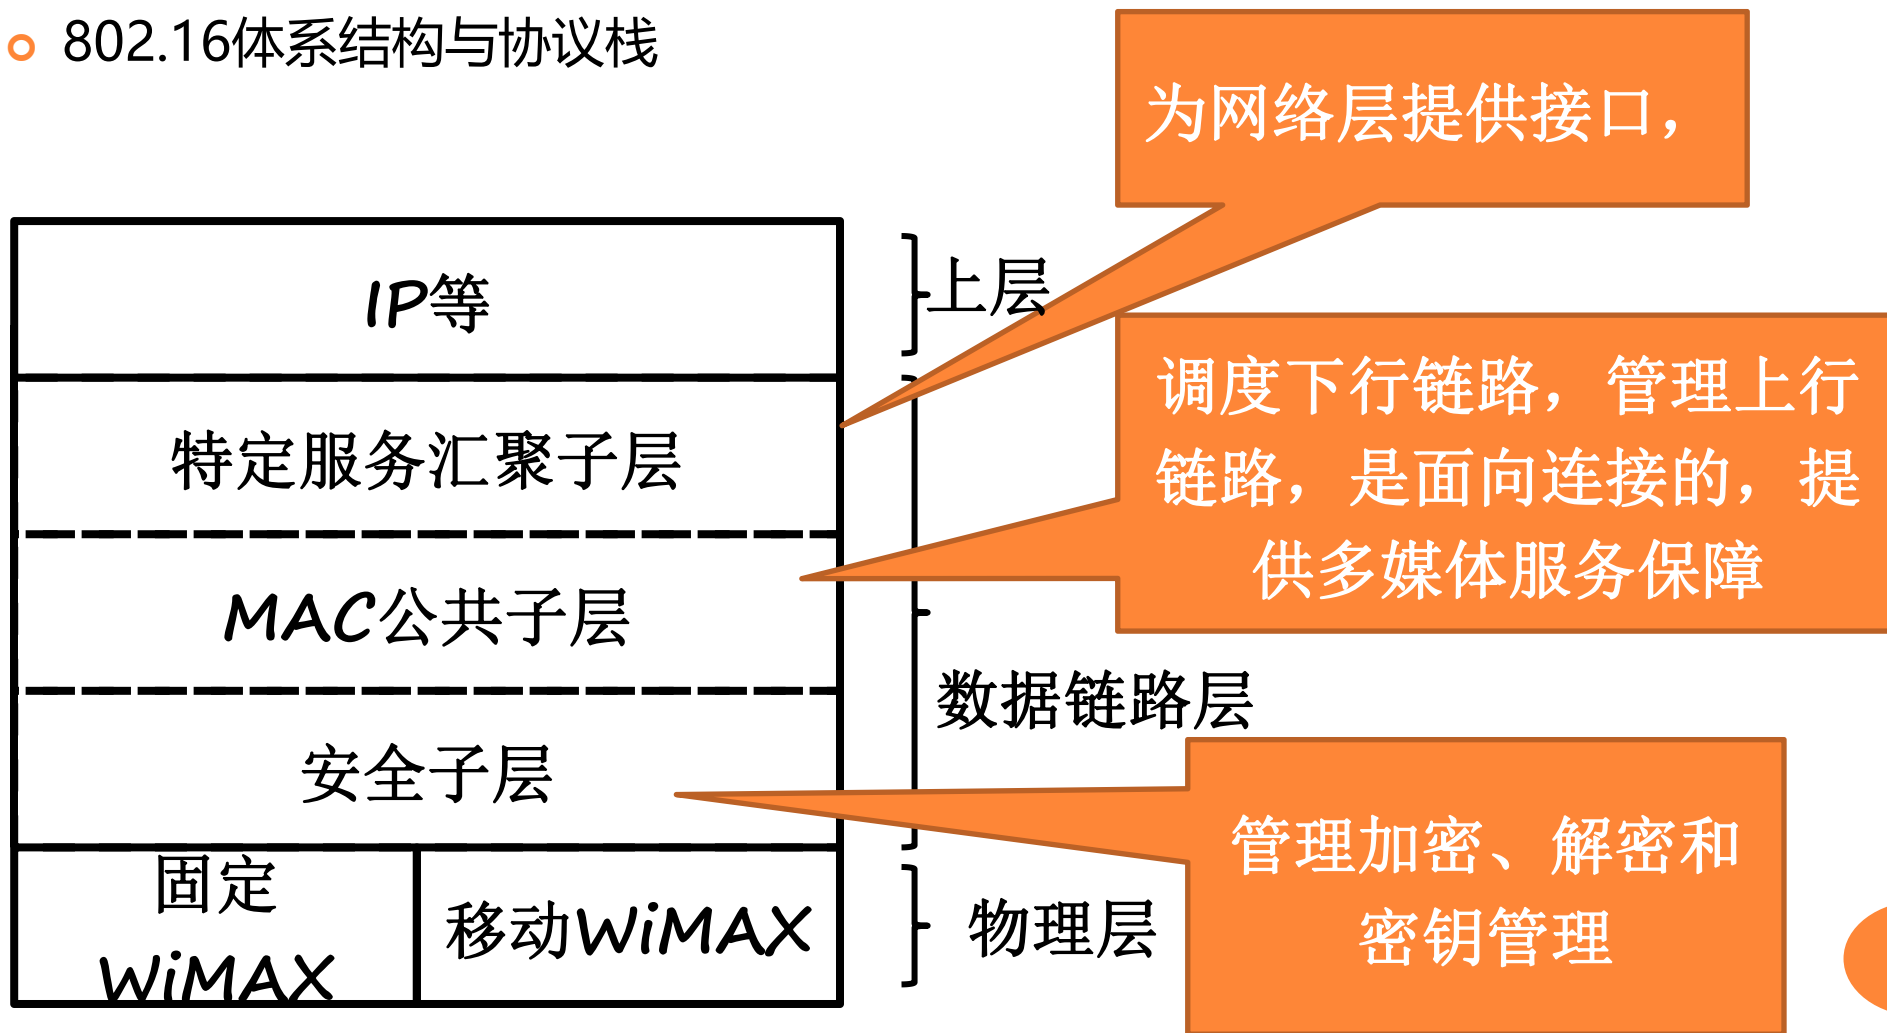 802.16体系结构与协议栈
为网络层提供接口，
IP等
上层
特定服务汇聚子层
调度下行链路，管理上行
链路，是面向连接的，提
供多媒体服务保障
MAC公共子层
数据链路层
安全子层
管理加密、解密和
密钥管理
固定
WiMAX
移动WiMAX
物理层